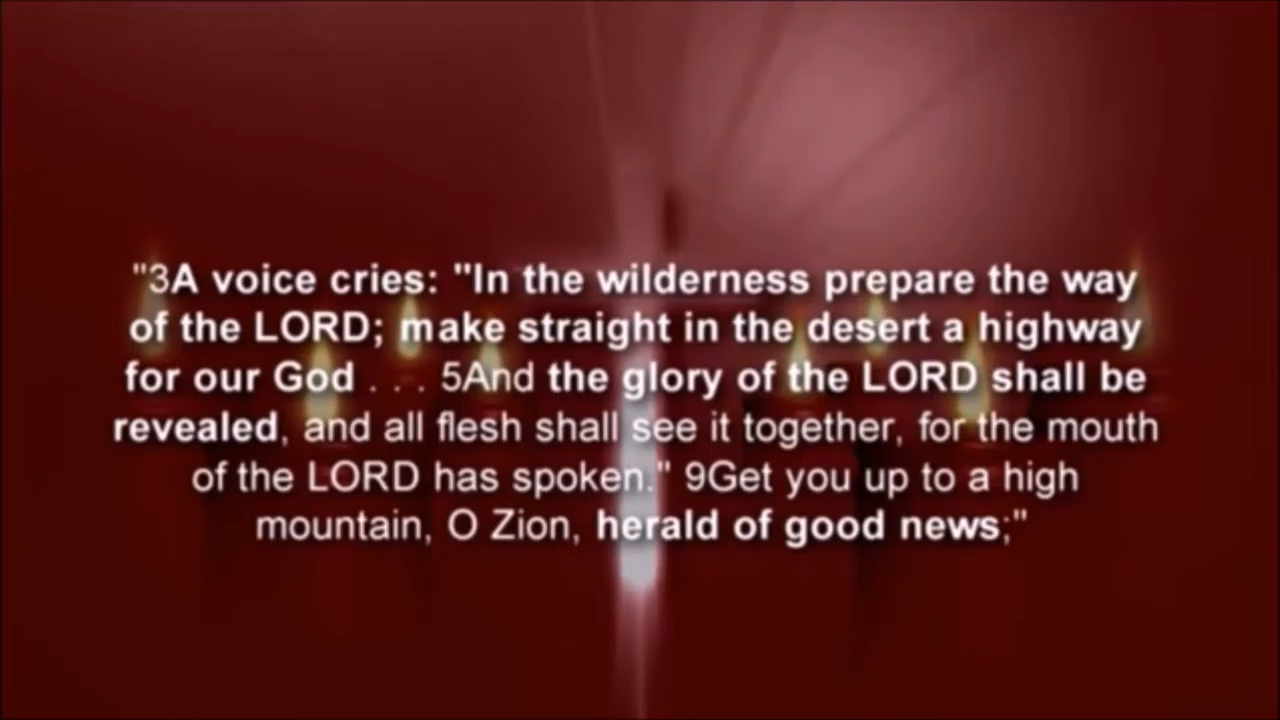 "3A voice cries: "In the wilderness prepare the way
of the LORD; make straight in the desert a highway
for our God . . . 5And the glory of the LORD shall be
revealed, and all flesh shall see it together, for the mouth
of the LORD has spoken." 9Get you up to a high
mountain, O Zion, herald of good news;"